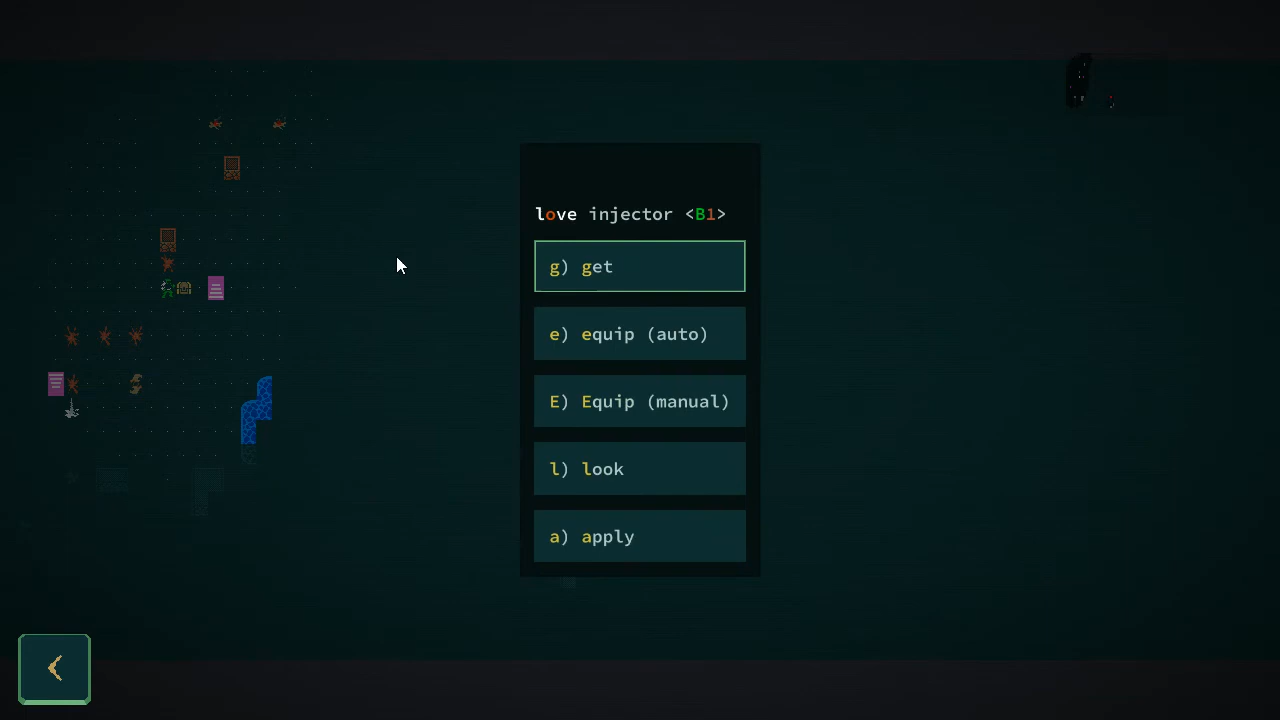 love injector <B1>
g) get
e) equip (auto)
E) Equip (manual)
l) look
a) apply